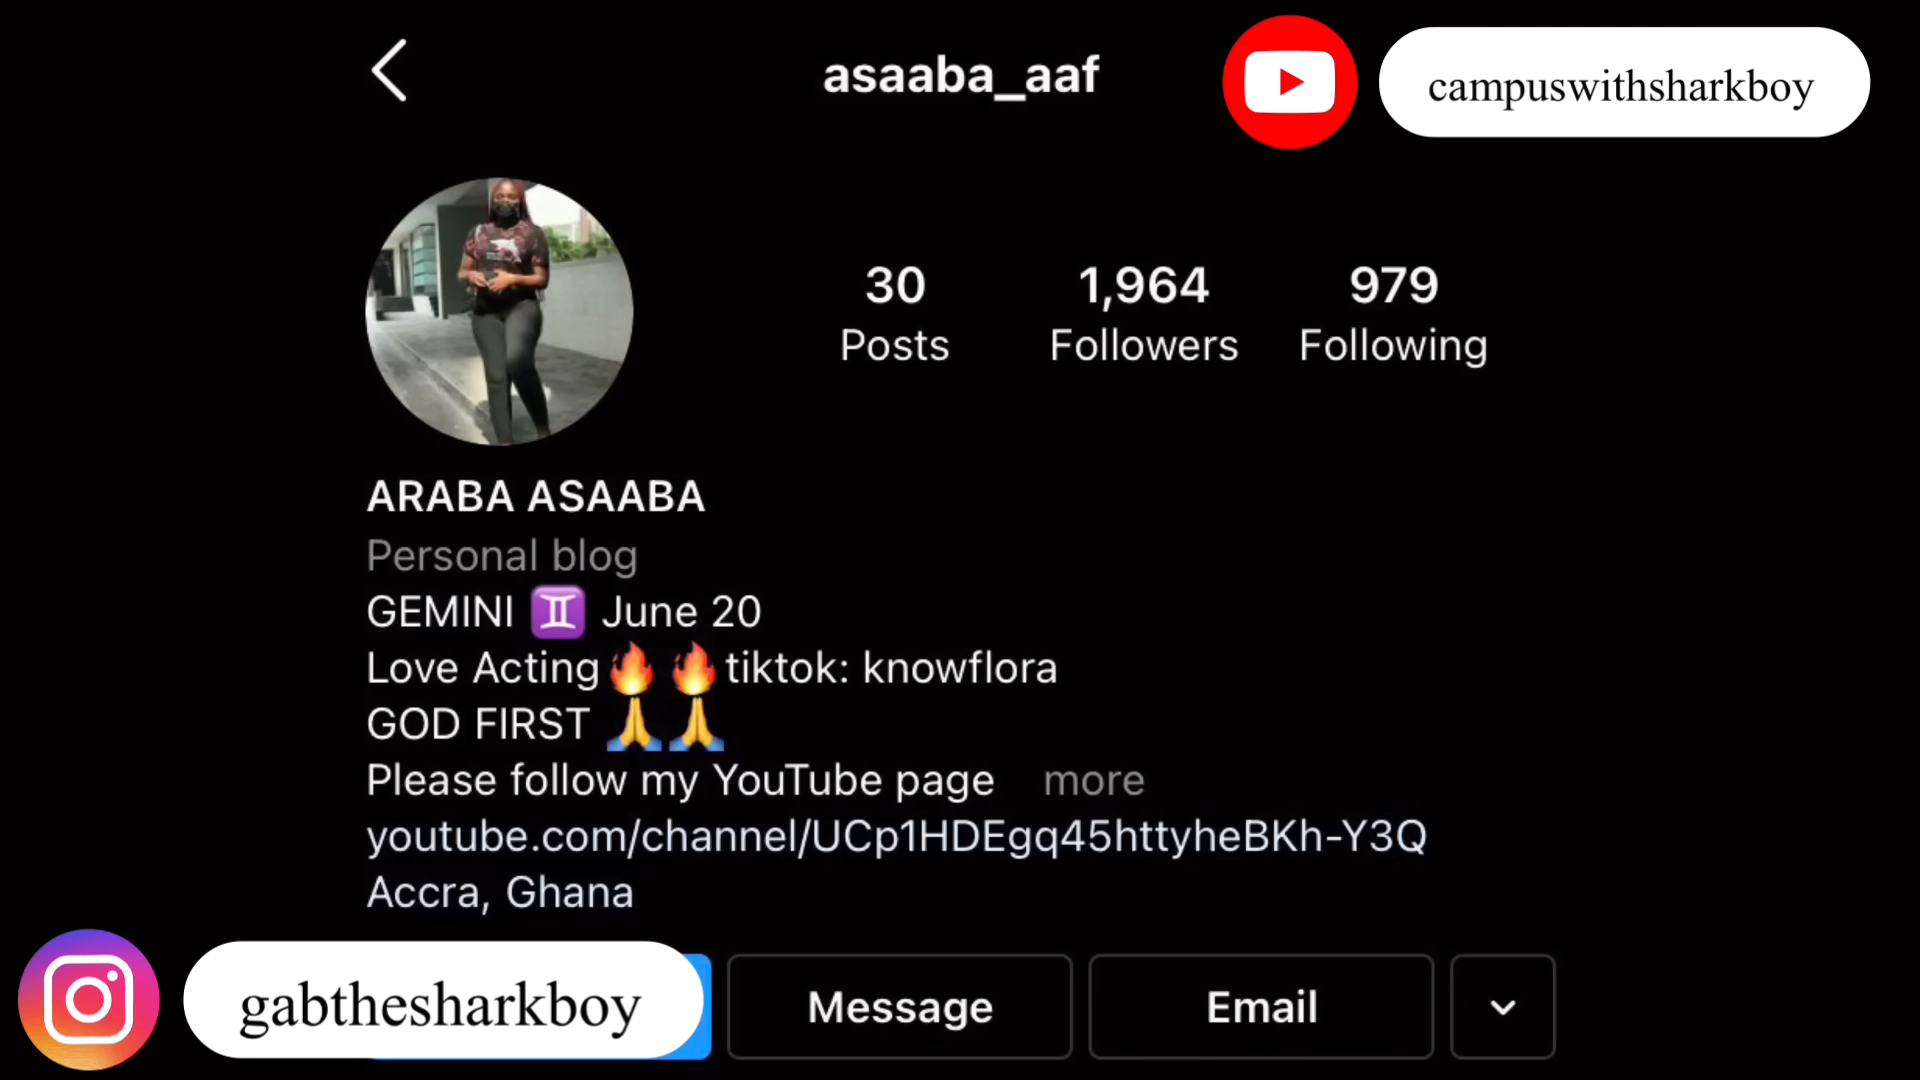 asaaba_aaf
campuswithsharkboy
30 1,964 979
Posts Followers Following
ARABA ASAABA
Personal blog
GEMINI ♊ June 20
Love Acting🔥🔥tiktok: knowflora
GOD FIRST 🙏🙏
Please follow my YouTube page more
youtube.com/channel/UCp1HDEgq45httyheBKh-Y3Q
Accra, Ghana
gabthesharkboy
Message
Email